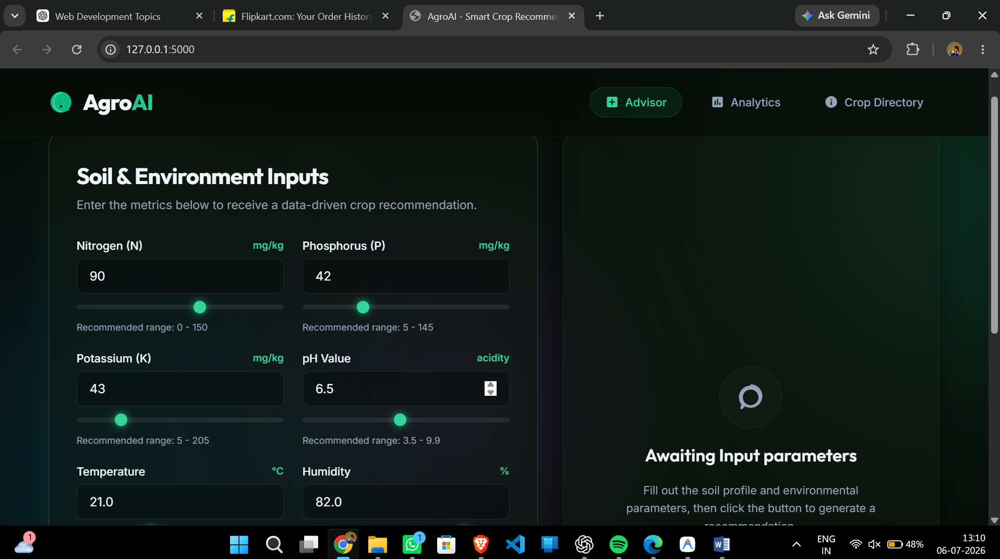 Web Development Topics
Flipkart.com: Your Order History
AgroAI - Smart Crop Recomme
Ask Gemini
127.0.0.1:5000
AgroAI
Advisor
Analytics
Crop Directory
Soil & Environment Inputs
Enter the metrics below to receive a data-driven crop recommendation.
Nitrogen (N) mg/kg
Phosphorus (P) mg/kg
90
42
Recommended range: 0 - 150
Recommended range: 5 - 145
Potassium (K) mg/kg
pH Value acidity
43
6.5
Recommended range: 5 - 205
Recommended range: 3.5 - 9.9
Temperature °C
Humidity %
21.0
82.0
Awaiting Input parameters
Fill out the soil profile and environmental
parameters, then click the button to generate a
recommendation.
1
1
W
ENG
IN
48%
13:10
06-07-2026